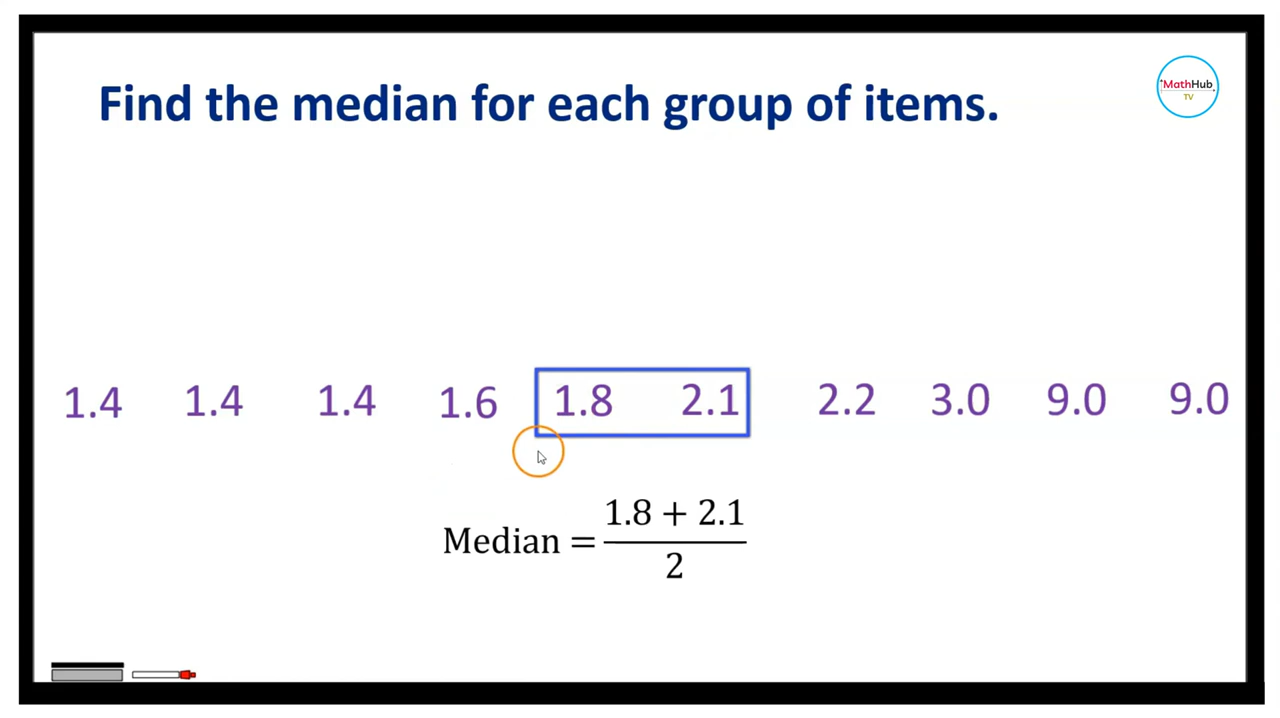 Find the median for each group of items.
MathHub
TV
1.4 1.4 1.4 1.6 1.8 2.1 2.2 3.0 9.0 9.0
1.8 + 2.1
Median =
2